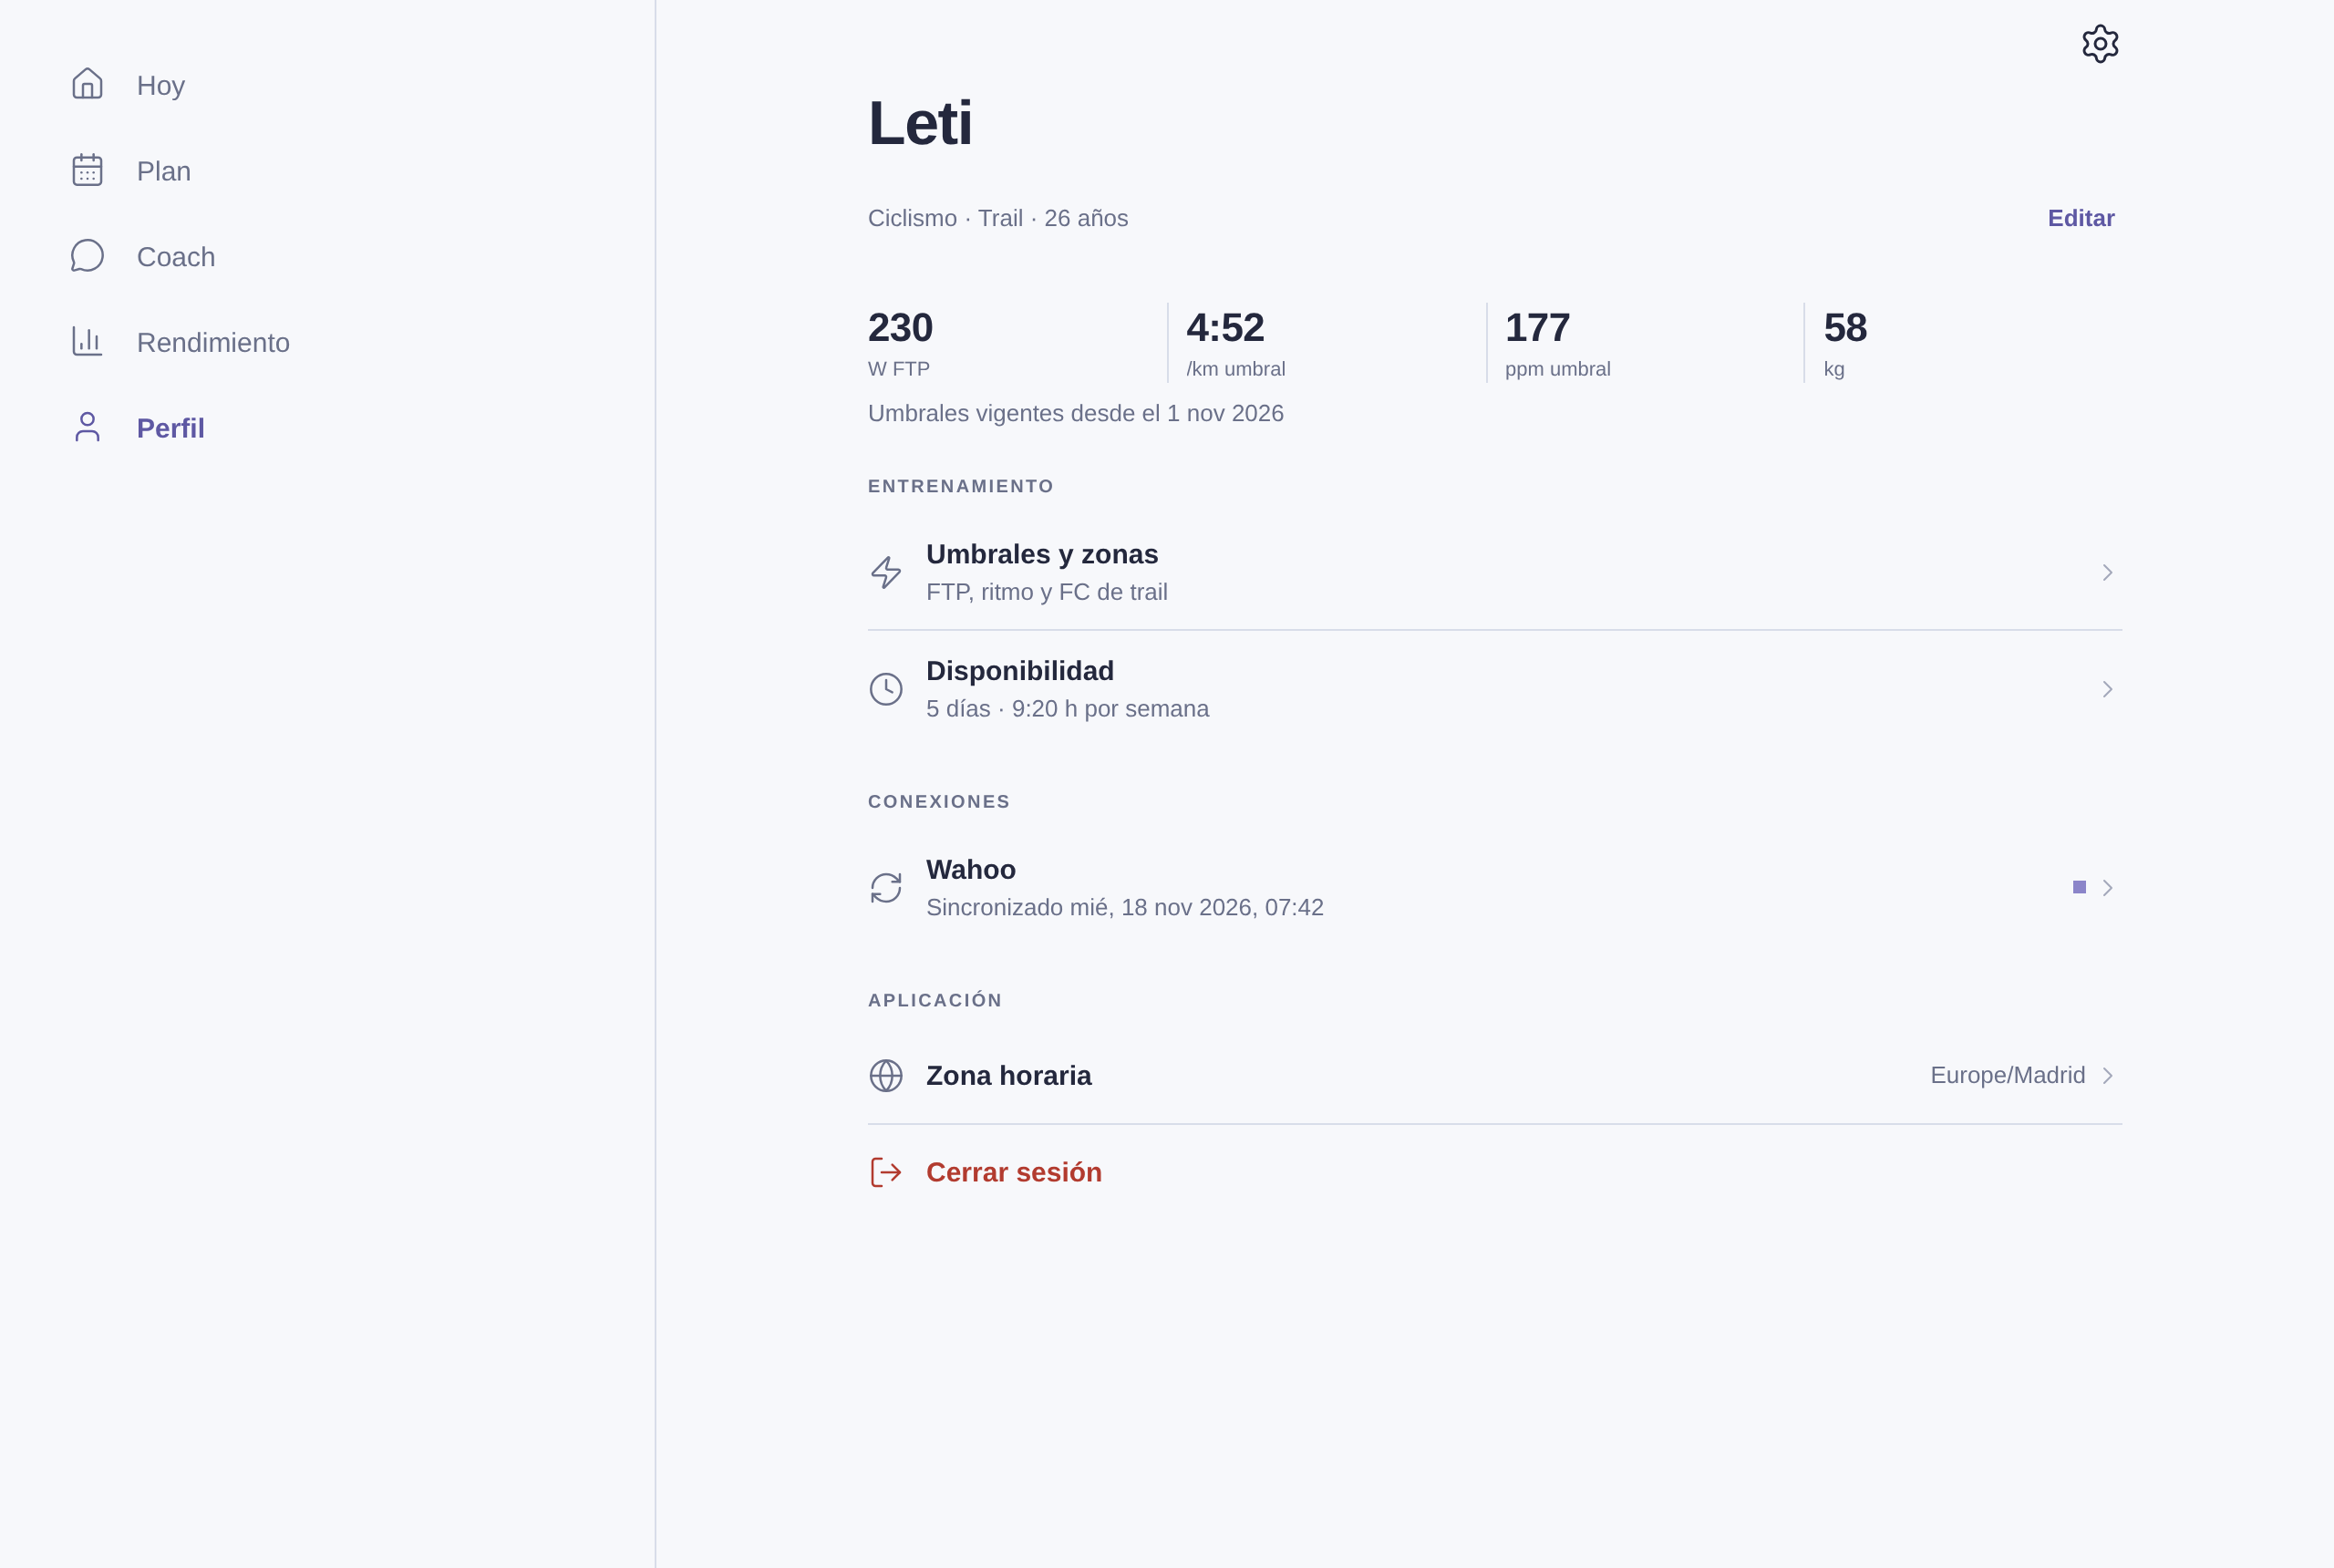 Hoy
Plan
Coach
Rendimiento
Perfil
Leti
Ciclismo · Trail · 26 años
Editar
230
W FTP
4:52
/km umbral
177
ppm umbral
58
kg
Umbrales vigentes desde el 1 nov 2026
ENTRENAMIENTO
Umbrales y zonas
FTP, ritmo y FC de trail
Disponibilidad
5 días · 9:20 h por semana
CONEXIONES
Wahoo
Sincronizado mié, 18 nov 2026, 07:42
APLICACIÓN
Zona horaria
Europe/Madrid
Cerrar sesión